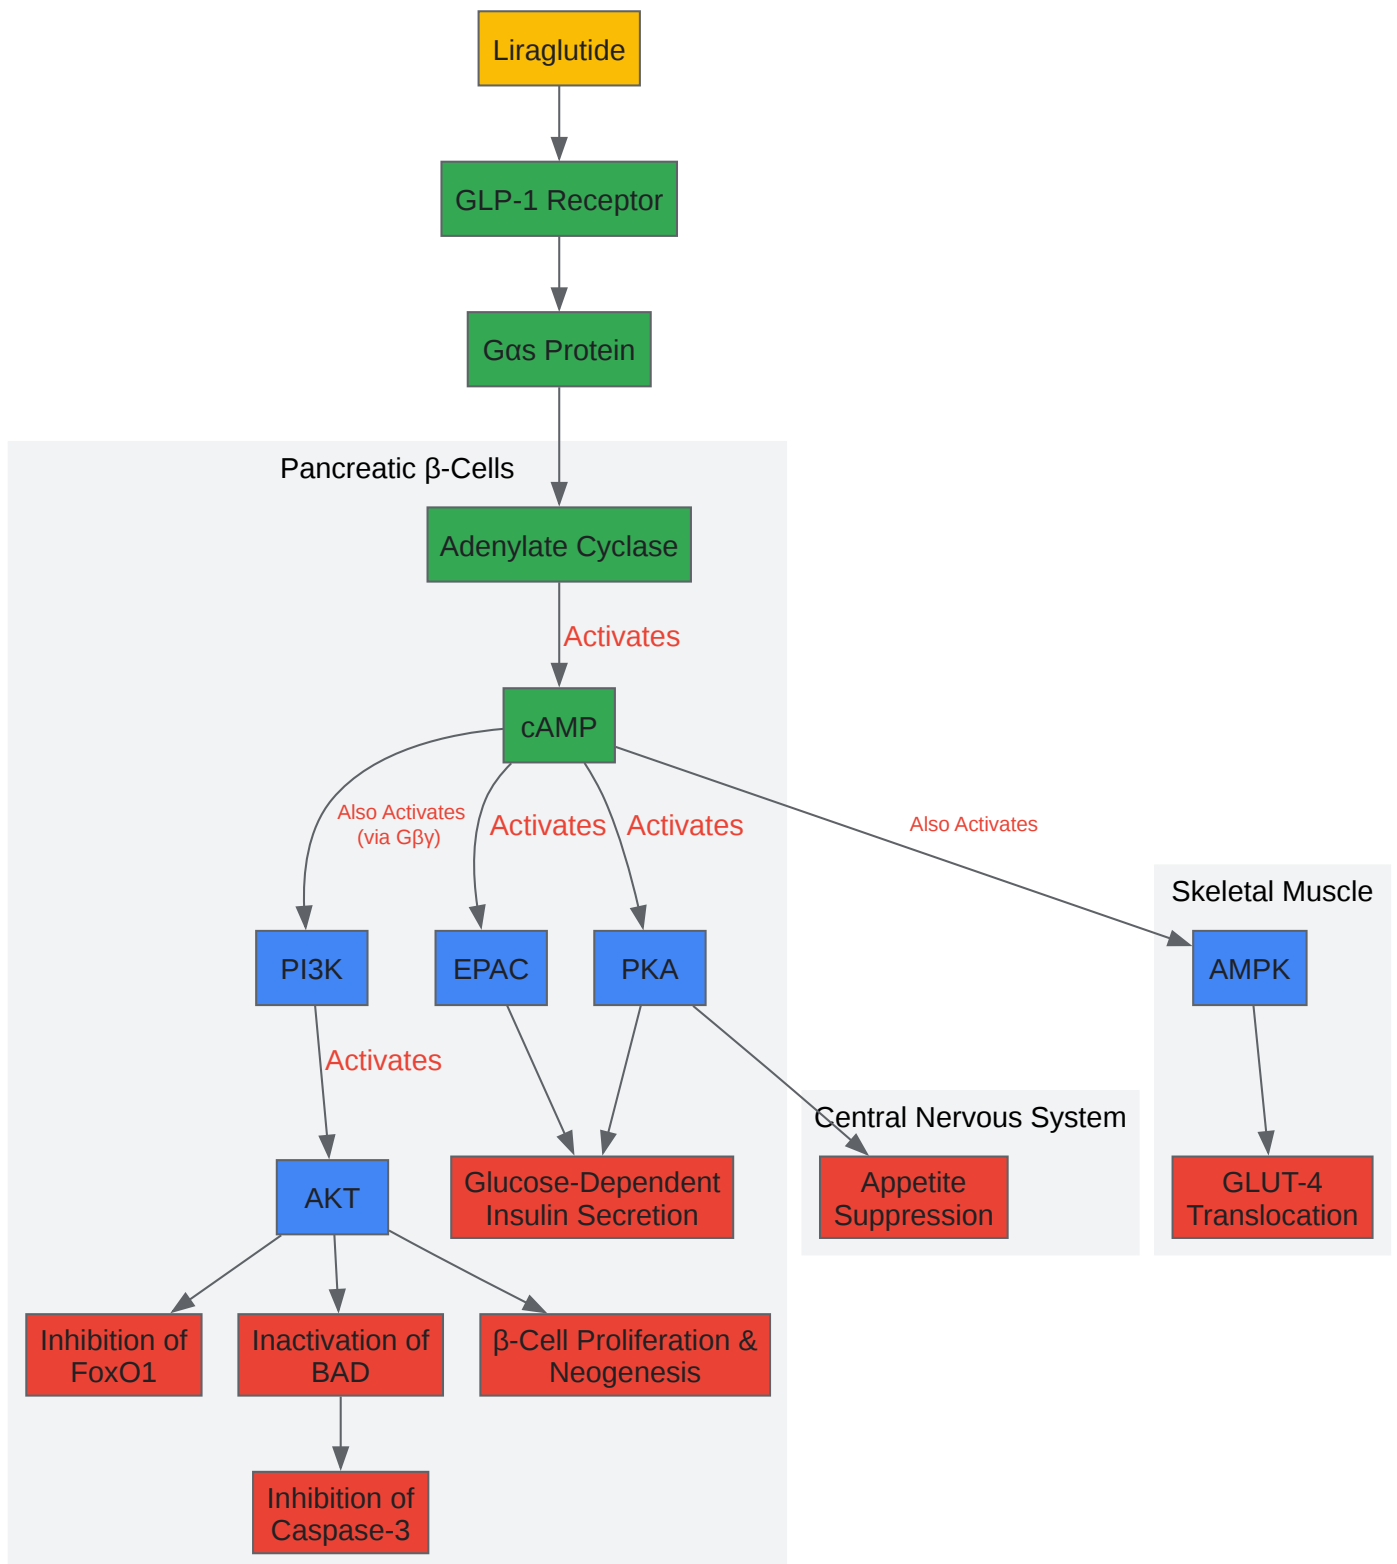 Liraglutide
GLP-1 Receptor
Gαs Protein
Pancreatic β-Cells
Adenylate Cyclase
Activates
cAMP
Also Activates
(via Gβγ)
Activates
Activates
Also Activates
Skeletal Muscle
PI3K
EPAC
PKA
AMPK
Activates
Central Nervous System
AKT
Glucose-Dependent
Insulin Secretion
Appetite
Suppression
GLUT-4
Translocation
Inhibition of
FoxO1
Inactivation of
BAD
β-Cell Proliferation &
Neogenesis
Inhibition of
Caspase-3